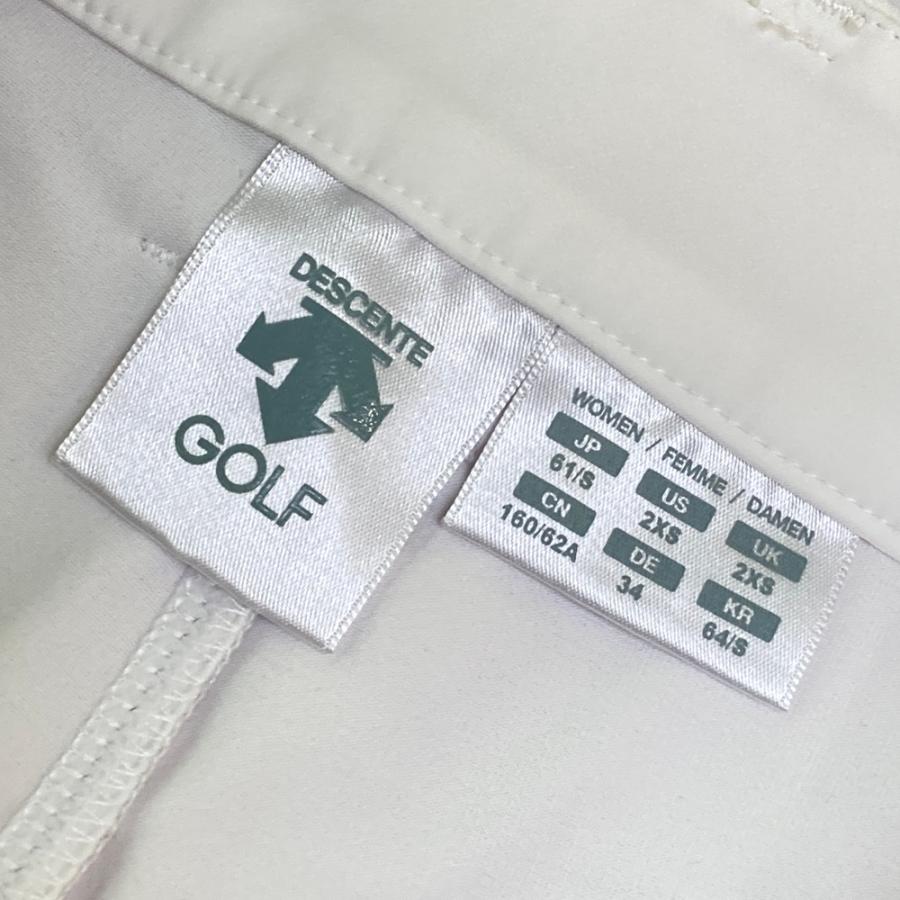 DESCENTE
GOLF
WOMEN / FEMME / DAMEN
JP US UK
61/S 2XS 2XS
CN DE KR
160/62A 34 64/S